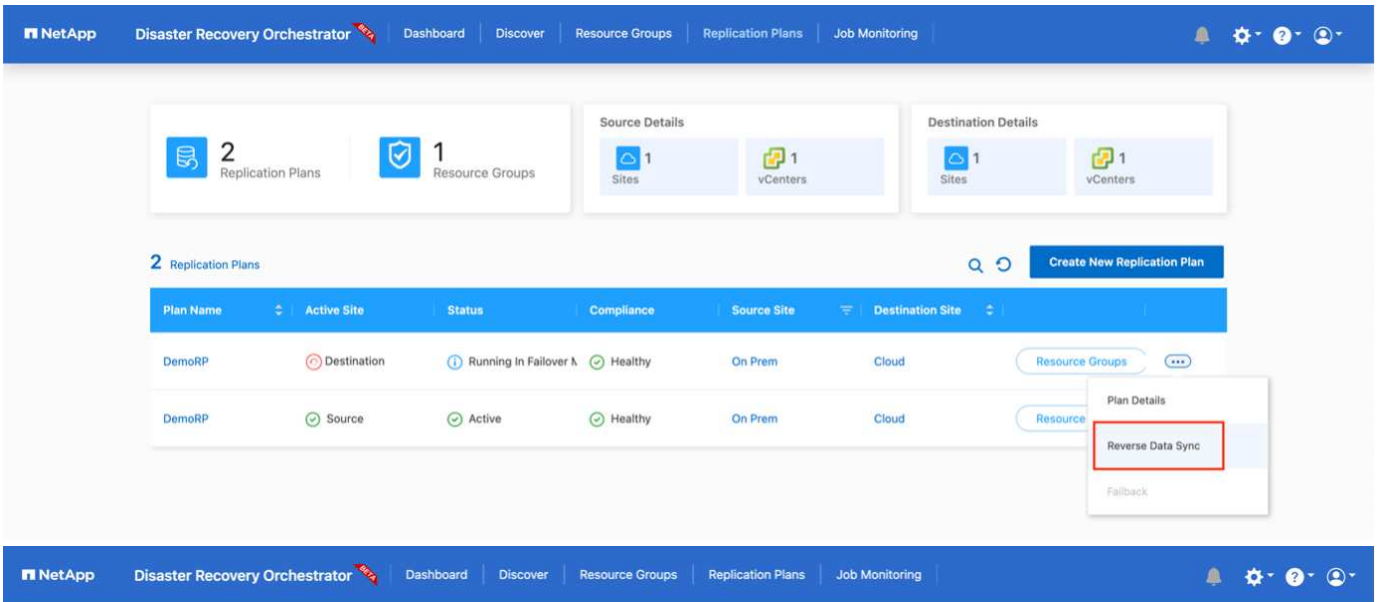 NetApp Disaster Recovery Orchestrator BETA Dashboard Discover Resource Groups Replication Plans Job Monitoring
Source Details Destination Details
2 1 1 1 1 1
Replication Plans Resource Groups Sites vCenters Sites vCenters
2 Replication Plans Create New Replication Plan
Plan Name Active Site Status Compliance Source Site Destination Site
DemoRP Destination Running In Failover M Healthy On Prem Cloud Resource Groups
Plan Details
DemoRP Source Active Healthy On Prem Cloud Resource
Reverse Data Sync
Failback
NetApp Disaster Recovery Orchestrator BETA Dashboard Discover Resource Groups Replication Plans Job Monitoring